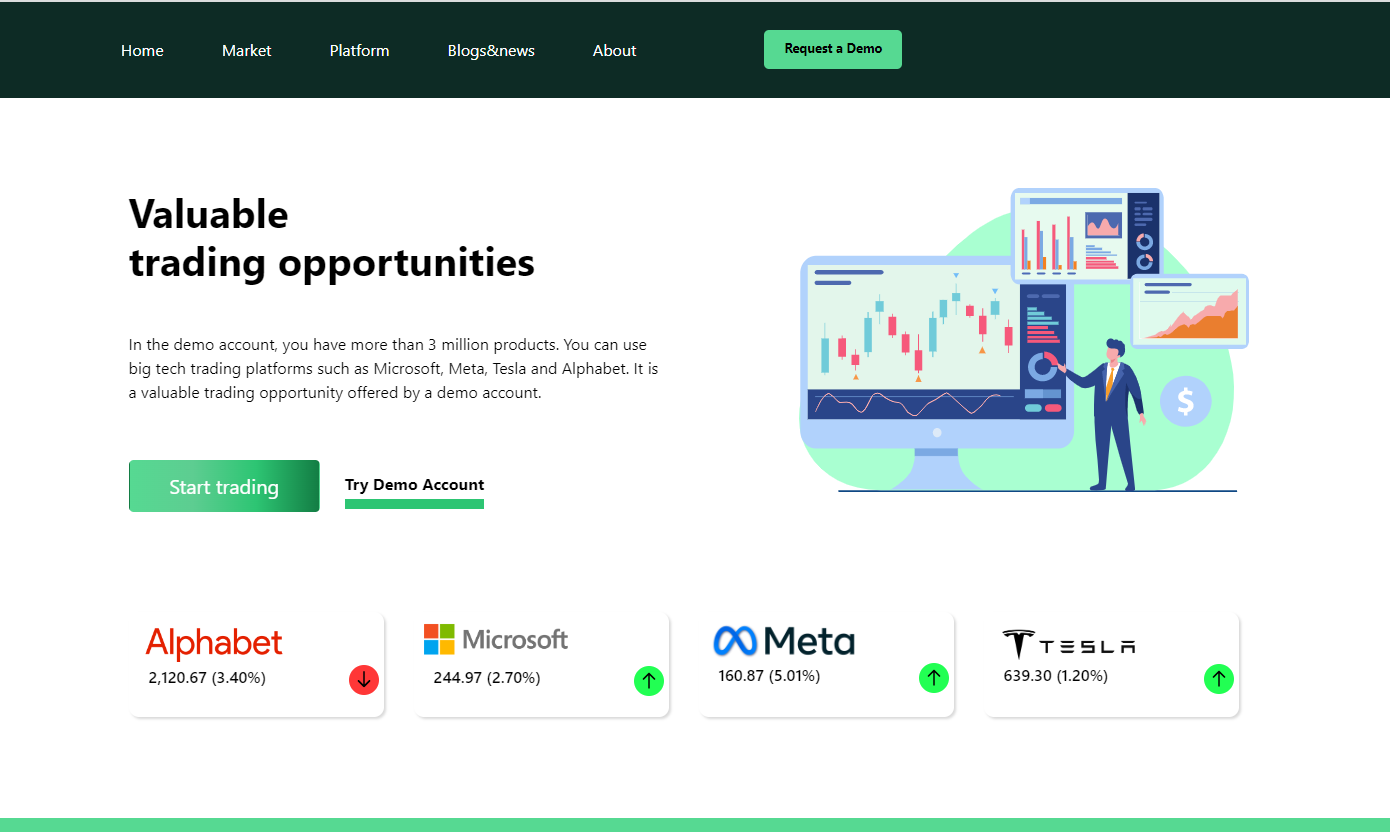 Home Market Platform Blogs&news About Request a Demo
Valuable
trading opportunities
In the demo account, you have more than 3 million products. You can use
big tech trading platforms such as Microsoft, Meta, Tesla and Alphabet. It is
a valuable trading opportunity offered by a demo account.
$
Start trading Try Demo Account
Alphabet Microsoft Meta TESLA
2,120.67 (3.40%) 244.97 (2.70%) 160.87 (5.01%) 639.30 (1.20%)